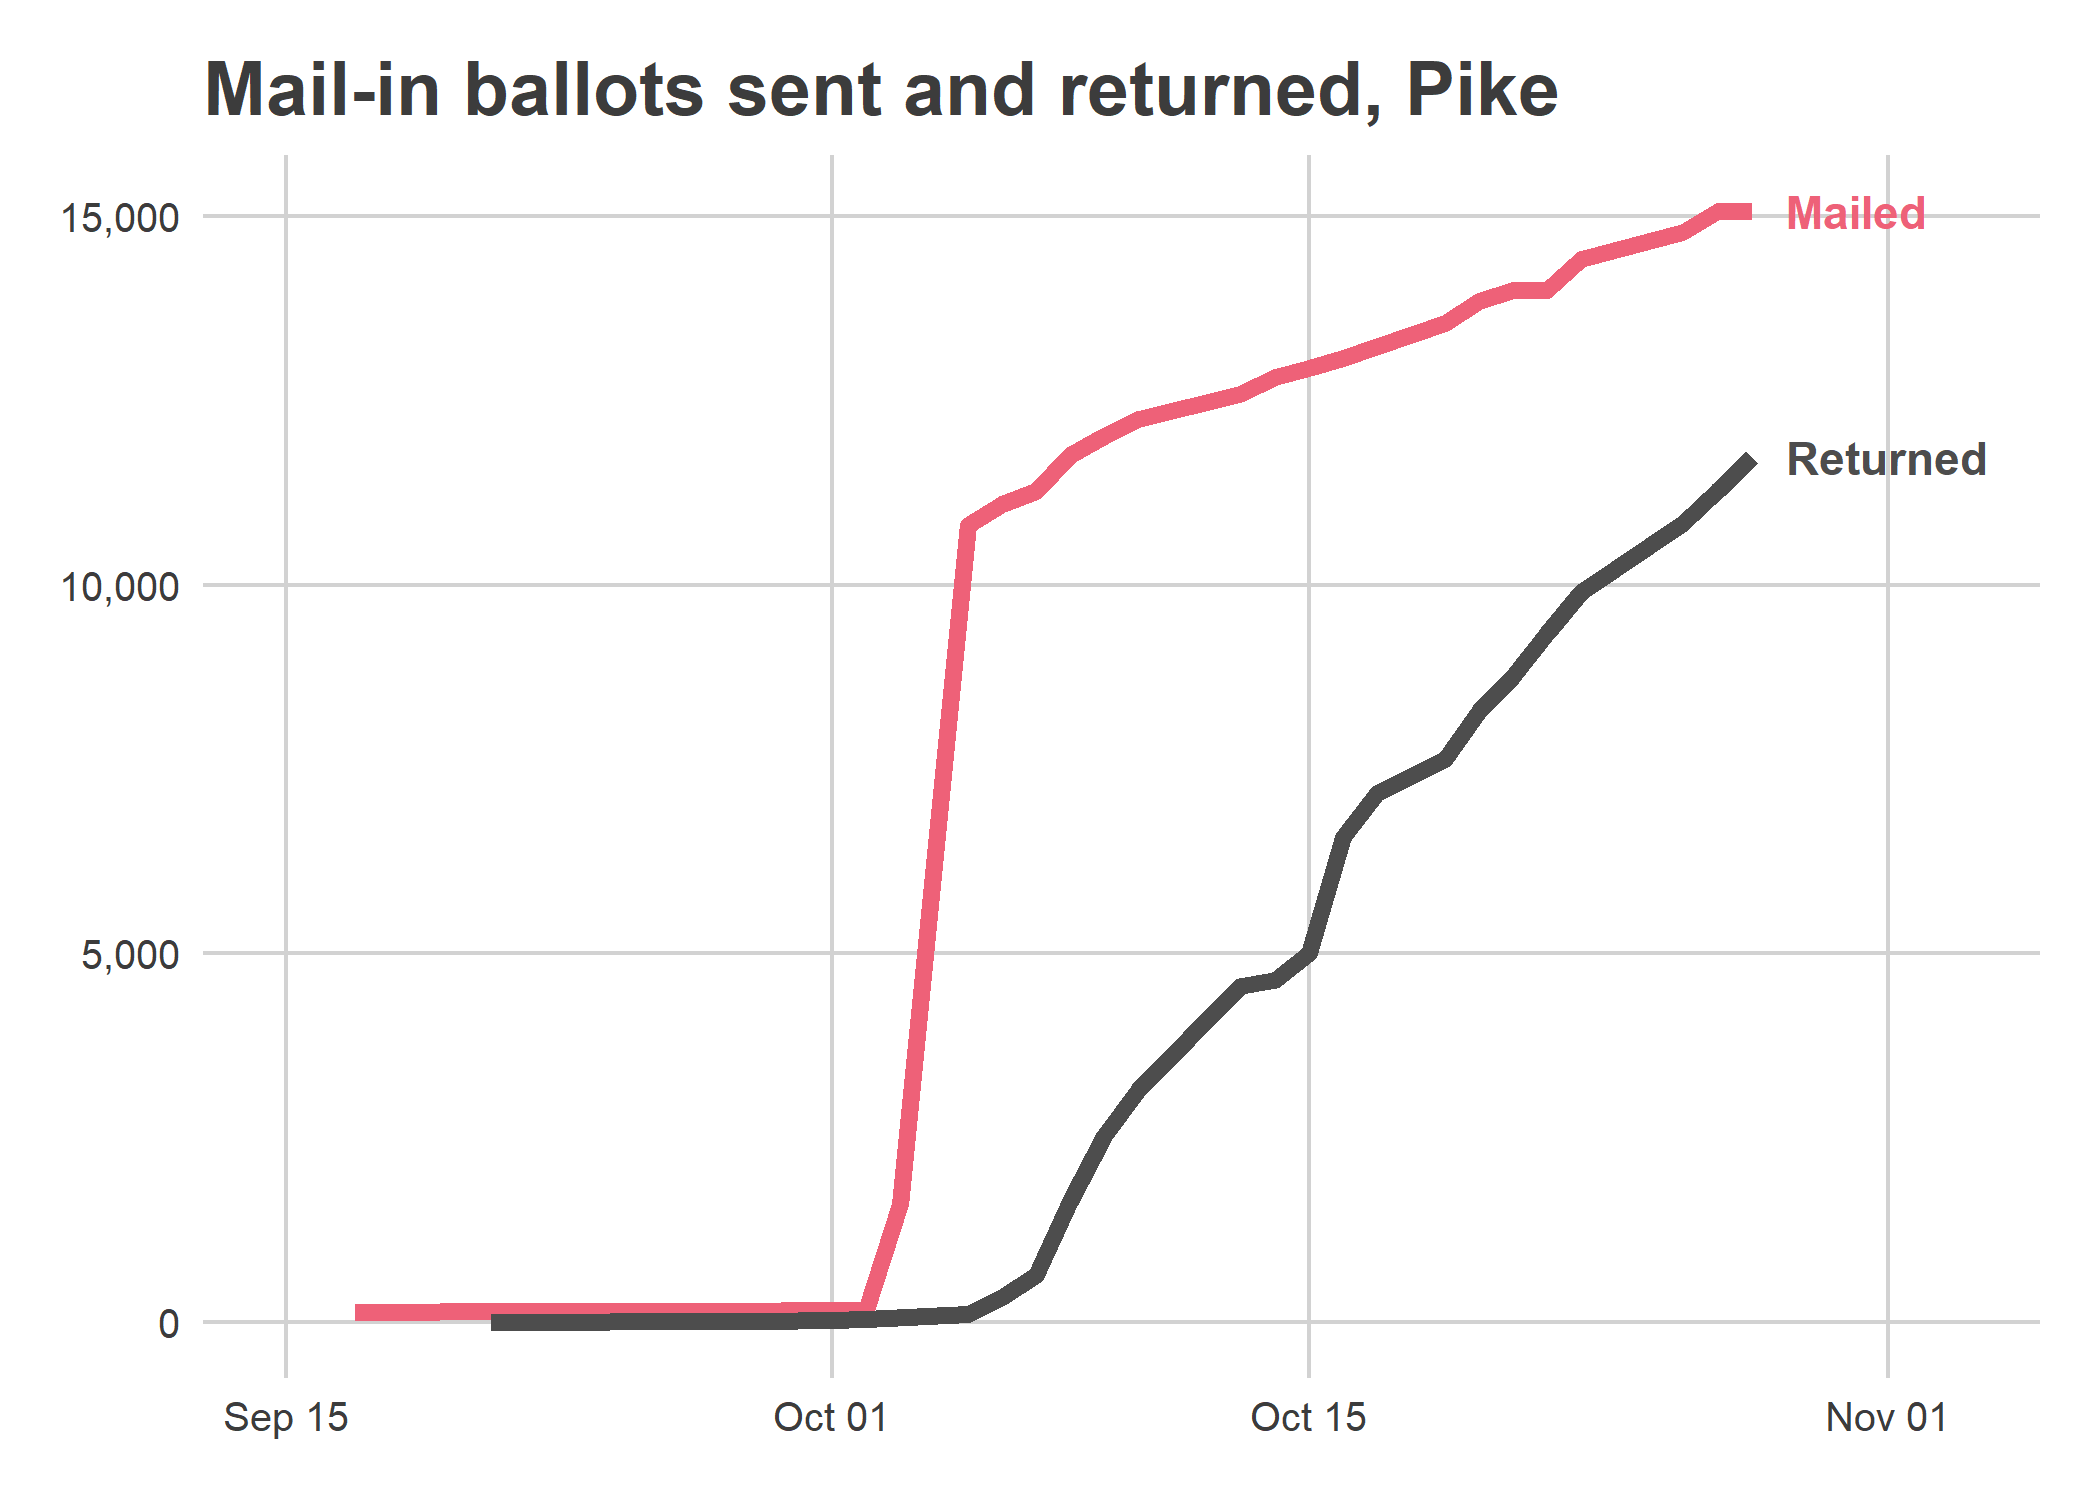 Mail-in ballots sent and returned, Pike
15,000
Mailed
Returned
10,000
5,000
0
Sep 15
Oct 01
Oct 15
Nov 01